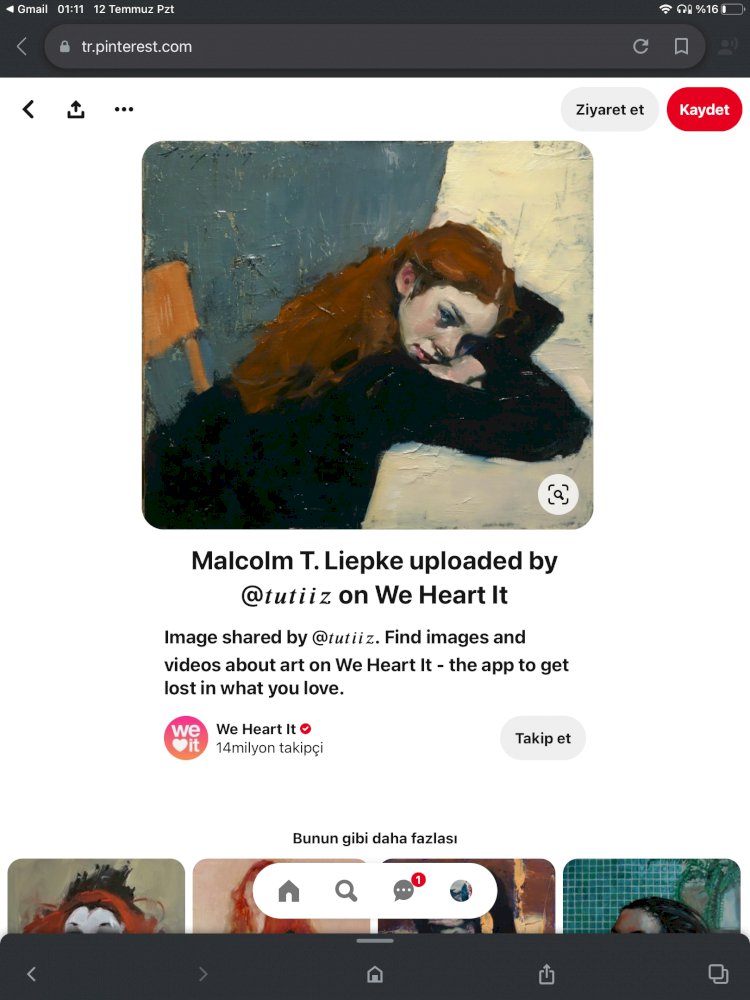 ◀ Gmail 01:11 12 Temmuz Pzt %16
tr.pinterest.com
Ziyaret et
Kaydet
Malcolm T. Liepke uploaded by
@𝒕𝒖𝒕𝒊𝒊𝒛 on We Heart It
Image shared by @𝑡𝑢𝑡𝑖𝑖𝑧. Find images and
videos about art on We Heart It - the app to get
lost in what you love.
we
it
We Heart It
14milyon takipçi
Takip et
Bunun gibi daha fazlası
1